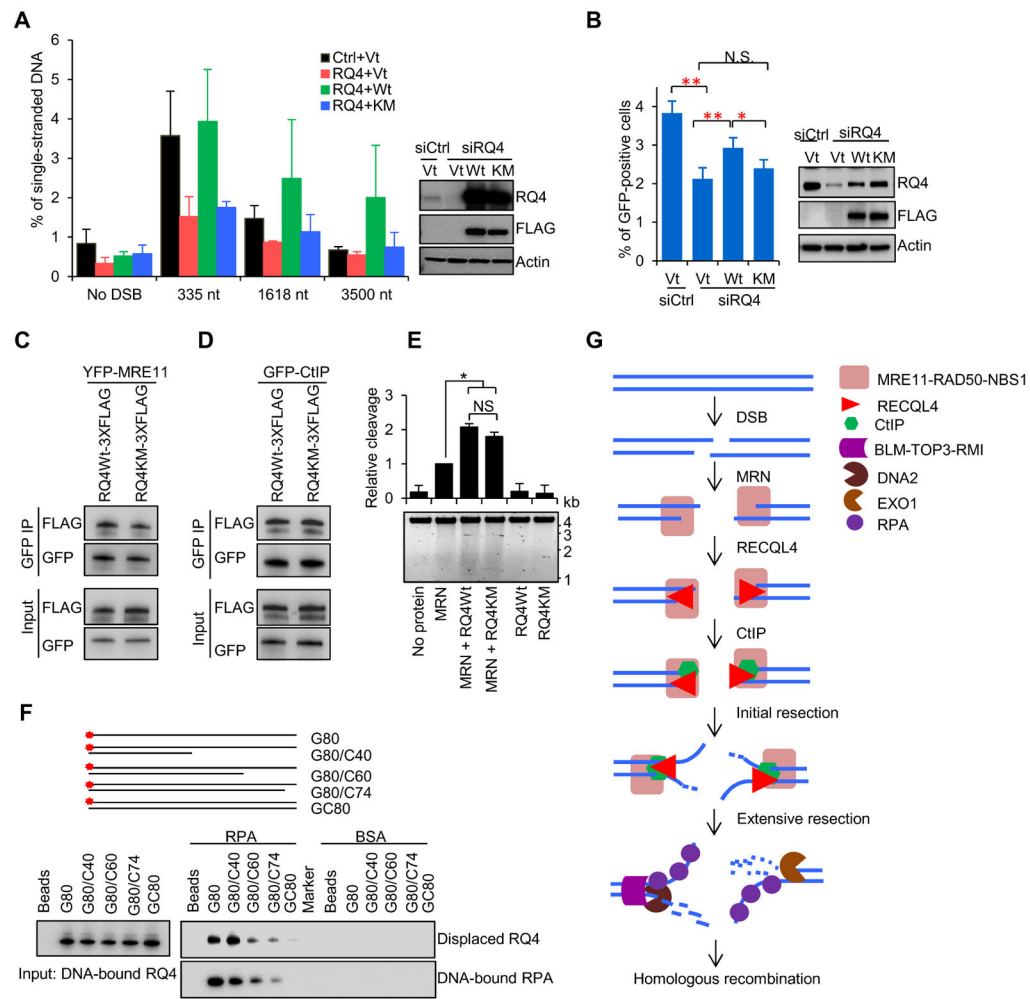 A
% of single-stranded DNA
6
5
4
3
2
1
0
Ctrl+Vt
RQ4+Vt
RQ4+Wt
RQ4+KM
No DSB
335 nt
1618 nt
3500 nt
siCtrl
siRQ4
Vt
Vt
Wt
KM
RQ4
FLAG
Actin
B
% of GFP-positive cells
4
3
2
1
0
N.S.
**
**
*
Vt
Vt
Wt
KM
siCtrl
siRQ4
siCtrl
siRQ4
Vt
Vt
Wt
KM
RQ4
FLAG
Actin
C
YFP-MRE11
RQ4Wt-3XFLAG
RQ4KM-3XFLAG
GFP IP
FLAG
GFP
Input
FLAG
GFP
D
GFP-CtIP
RQ4Wt-3XFLAG
RQ4KM-3XFLAG
GFP IP
FLAG
GFP
Input
FLAG
GFP
E
Relative cleavage
3
2
1
0
*
NS
kb
4
3
2
1
No protein
MRN
MRN + RQ4Wt
MRN + RQ4KM
RQ4Wt
RQ4KM
F
G80
G80/C40
G80/C60
G80/C74
GC80
Beads
G80
G80/C40
G80/C60
G80/C74
GC80
Input: DNA-bound RQ4
RPA
BSA
Beads
G80
G80/C40
G80/C60
G80/C74
GC80
Marker
Beads
G80
G80/C40
G80/C60
G80/C74
GC80
Displaced RQ4
DNA-bound RPA
G
DSB
MRN
RECQL4
CtIP
Initial resection
Extensive resection
Homologous recombination
MRE11-RAD50-NBS1
RECQL4
CtIP
BLM-TOP3-RMI
DNA2
EXO1
RPA